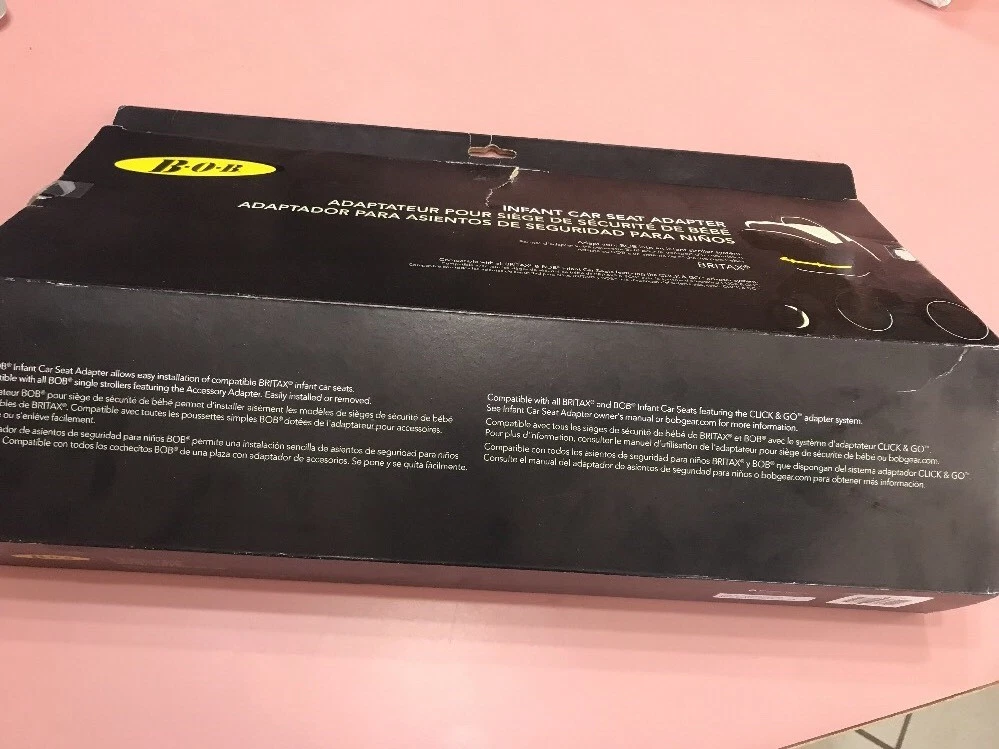 B·O·B
INFANT CAR SEAT ADAPTER
ADAPTATEUR POUR SIÈGE DE SÉCURITÉ DE BÉBÉ
ADAPTADOR PARA ASIENTOS DE SEGURIDAD PARA NIÑOS
BRITAX®
Infant Car Seat Adapter allows easy installation of compatible BRITAX® infant car seats.
with all BOB® single strollers featuring the Accessory Adapter. Easily installed or removed.
BOB® pour siège de sécurité de bébé permet d'installer aisément les modèles de sièges de sécurité de bébé
de BRITAX®. Compatible avec toutes les poussettes simples BOB® dotées de l'adaptateur pour accessoires.
ou s'enlève facilement.
de asientos de seguridad para niños BOB® permite una instalación sencilla de asientos de seguridad para niños
Compatible con todos los cochecitos BOB® de una plaza con adaptador de accesorios. Se pone y se quita fácilmente.
Compatible with all BRITAX® and BOB® Infant Car Seats featuring the CLICK & GO™ adapter system.
See Infant Car Seat Adapter owner's manual or bobgear.com for more information.
Compatible avec tous les sièges de sécurité de bébé de BRITAX® et BOB® avec le système d'adaptateur CLICK & GO™.
Pour plus d'information, consulter le manuel d'utilisation de l'adaptateur pour siège de sécurité de bébé ou bobgear.com.
Compatible con todos los asientos de seguridad para niños BRITAX® y BOB® que dispongan del sistema adaptador CLICK & GO™.
Consulte el manual del adaptador de asientos de seguridad para niños o bobgear.com para obtener más información.